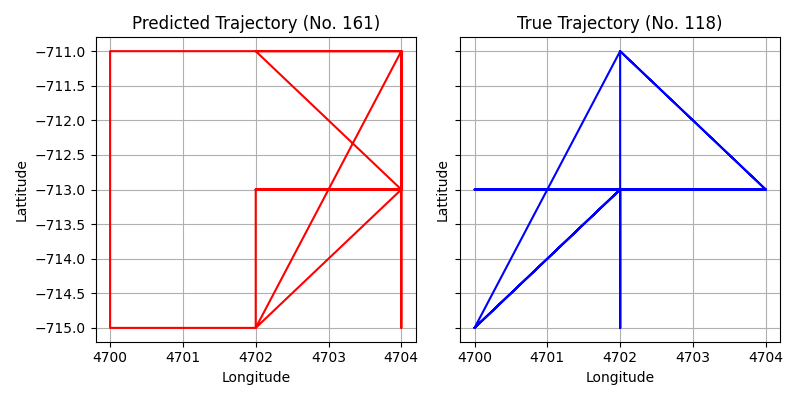 Predicted Trajectory (No. 161)
True Trajectory (No. 118)
Lattitude
−711.0
−711.5
−712.0
−712.5
−713.0
−713.5
−714.0
−714.5
−715.0
4700 4701 4702 4703 4704
Longitude
Lattitude
4700 4701 4702 4703 4704
Longitude